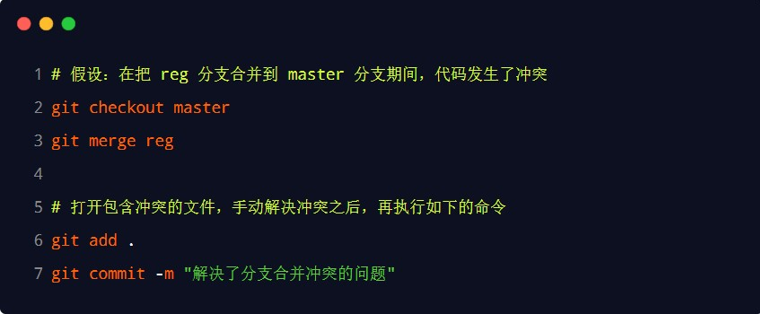 1 # 假设：在把 reg 分支合并到 master 分支期间，代码发生了冲突
2 git checkout master
3 git merge reg
4
5 # 打开包含冲突的文件，手动解决冲突之后，再执行如下的命令
6 git add .
7 git commit -m "解决了分支合并冲突的问题"